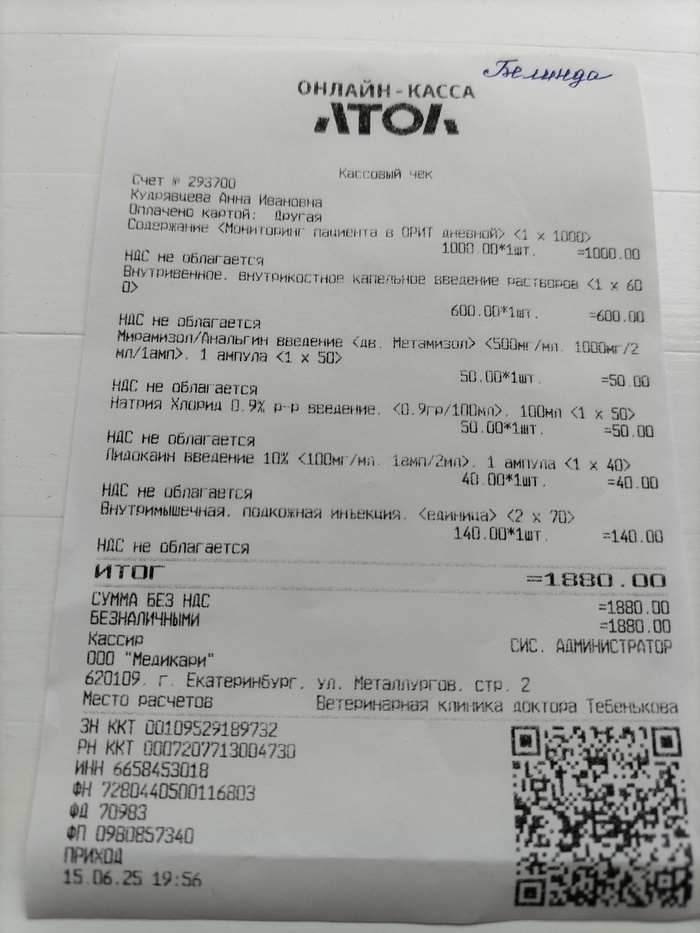 Белинда
ОНЛАЙН-КАССА
АТОЛ
Кассовый чек
Счет № 293700
Кудрявцева Анна Ивановна
Оплачено картой: Другая
Содержание <Мониторинг пациента в ОРИТ дневной> <1 x 1000>
1000.00*1шт. =1000.00
НДС не облагается
Внутривенное, внутрикостное капельное введение растворов <1 x 60
0>
600.00*1шт. =600.00
НДС не облагается
Мирамизол/Анальгин введение <дв. Метамизол> <500мг/мл, 1000мг/2
мл/1амп>, 1 ампула <1 x 50>
50.00*1шт. =50.00
НДС не облагается
Натрия Хлорид 0.9% р-р введение, <0.9гр/100мл>, 100мл <1 x 50>
50.00*1шт. =50.00
НДС не облагается
Лидокаин введение 10% <100мг/мл, 1амп/2мл>, 1 ампула <1 x 40>
40.00*1шт. =40.00
НДС не облагается
Внутримышечная, подкожная инъекция, <единица> <2 x 70>
140.00*1шт. =140.00
НДС не облагается
ИТОГ =1880.00
СУММА БЕЗ НДС =1880.00
БЕЗНАЛИЧНЫМИ =1880.00
Кассир СИС. АДМИНИСТРАТОР
ООО "Медикари"
620109, г. Екатеринбург, ул. Металлургов, стр. 2
Место расчетов Ветеринарная клиника доктора Тебенькова
ЗН ККТ 00109529189732
РН ККТ 0007207713004730
ИНН 6658453018
ФН 7280440500116803
ФД 70983
ФП 0980857340
ПРИХОД
15.06.25 19:56